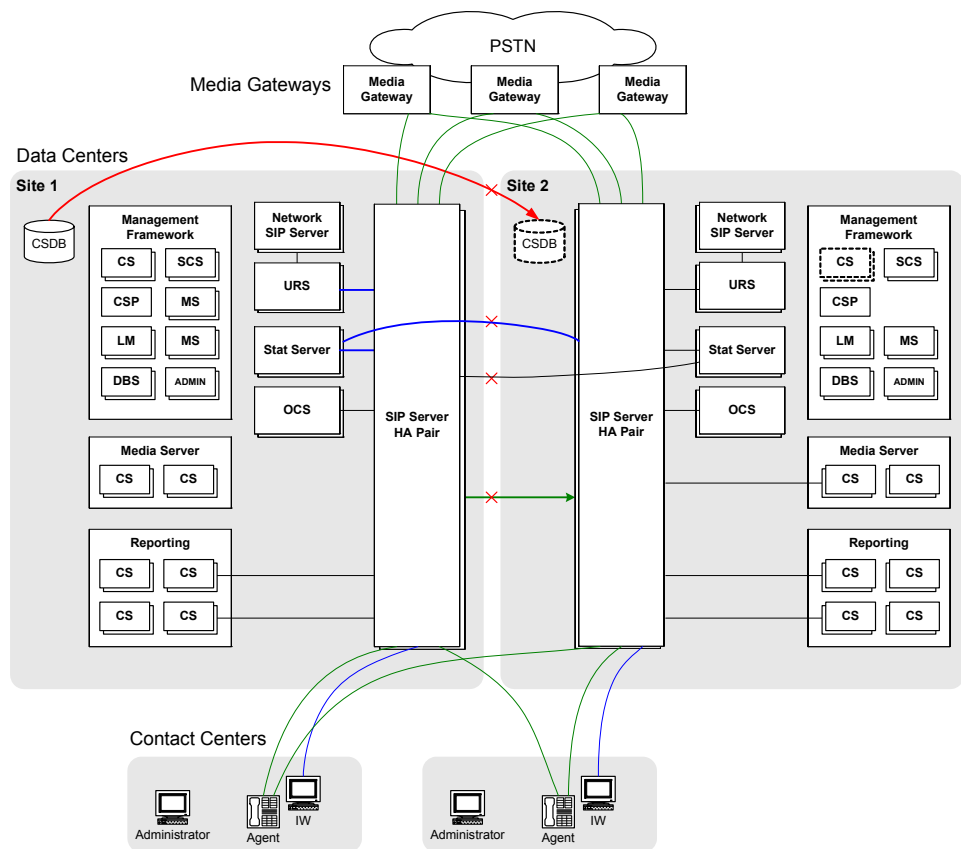 PSTN
Media Gateways
Media
Gateway
Media
Gateway
Media
Gateway
Data Centers
Site 1
CSDB
Management
Framework
CS
SCS
CSP
MS
LM
MS
DBS
ADMIN
Media Server
CS
CS
Reporting
CS
CS
CS
CS
Network
SIP Server
URS
Stat Server
OCS
SIP Server
HA Pair
Site 2
CSDB
SIP Server
HA Pair
Network
SIP Server
URS
Stat Server
OCS
Management
Framework
CS
SCS
CSP
LM
MS
DBS
ADMIN
Media Server
CS
CS
Reporting
CS
CS
CS
CS
Contact Centers
Administrator
Agent
IW
Administrator
Agent
IW